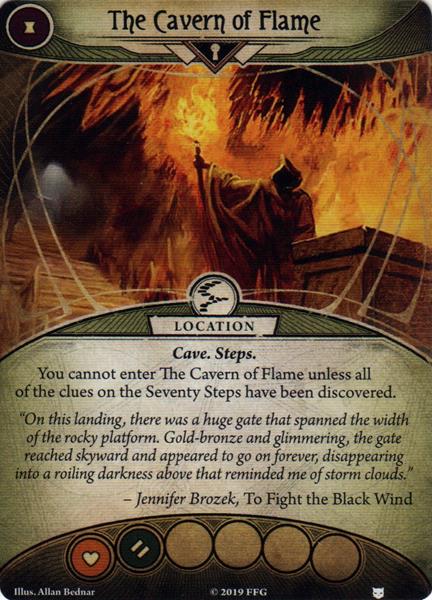 The Cavern of Flame
LOCATION
Cave. Steps.
You cannot enter The Cavern of Flame unless all
of the clues on the Seventy Steps have been discovered.
“On this landing, there was a huge gate that spanned the width
of the rocky platform. Gold-bronze and glimmering, the gate
reached skyward and appeared to go on forever, disappearing
into a roiling darkness above that reminded me of storm clouds.”
– Jennifer Brozek, To Fight the Black Wind
Illus. Allan Bednar
© 2019 FFG